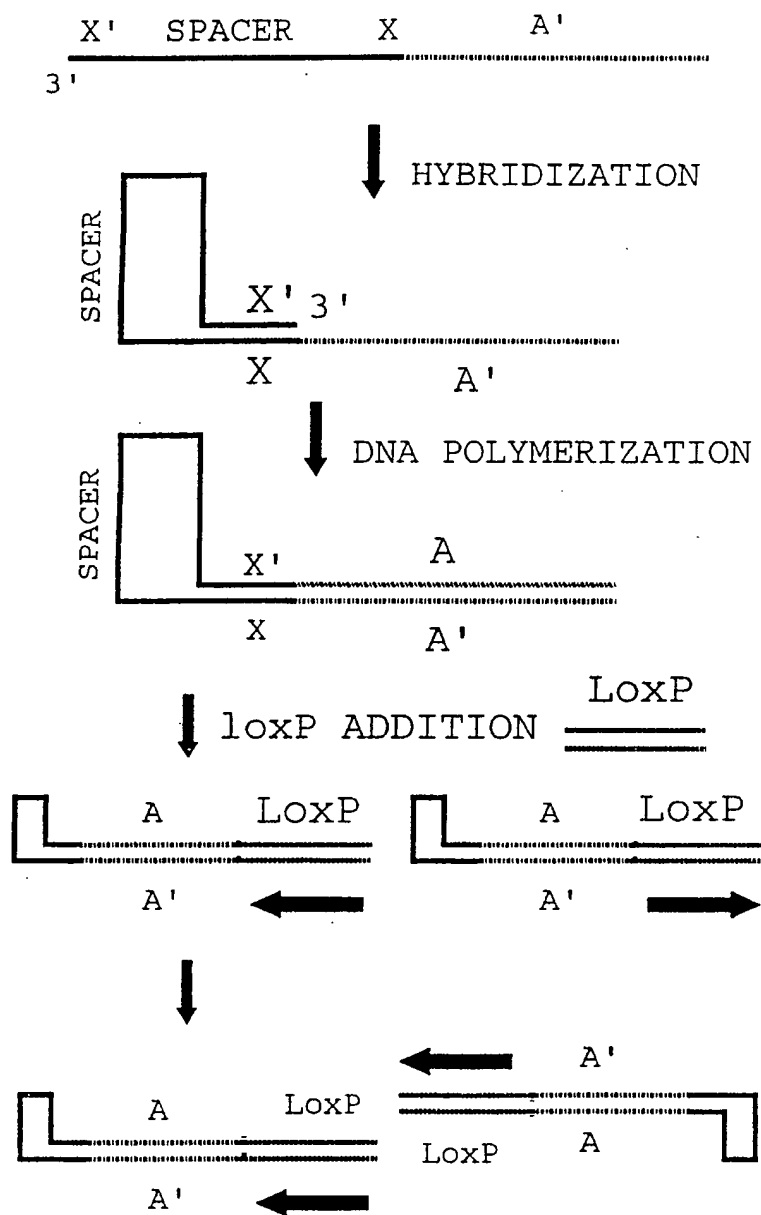 X' SPACER X A'
3'
HYBRIDIZATION
SPACER
X' 3'
X A'
DNA POLYMERIZATION
SPACER
X' A
X A'
LoxP
loxP ADDITION
A LoxP A LoxP
A' A'
A'
A LoxP
LoxP A
A'